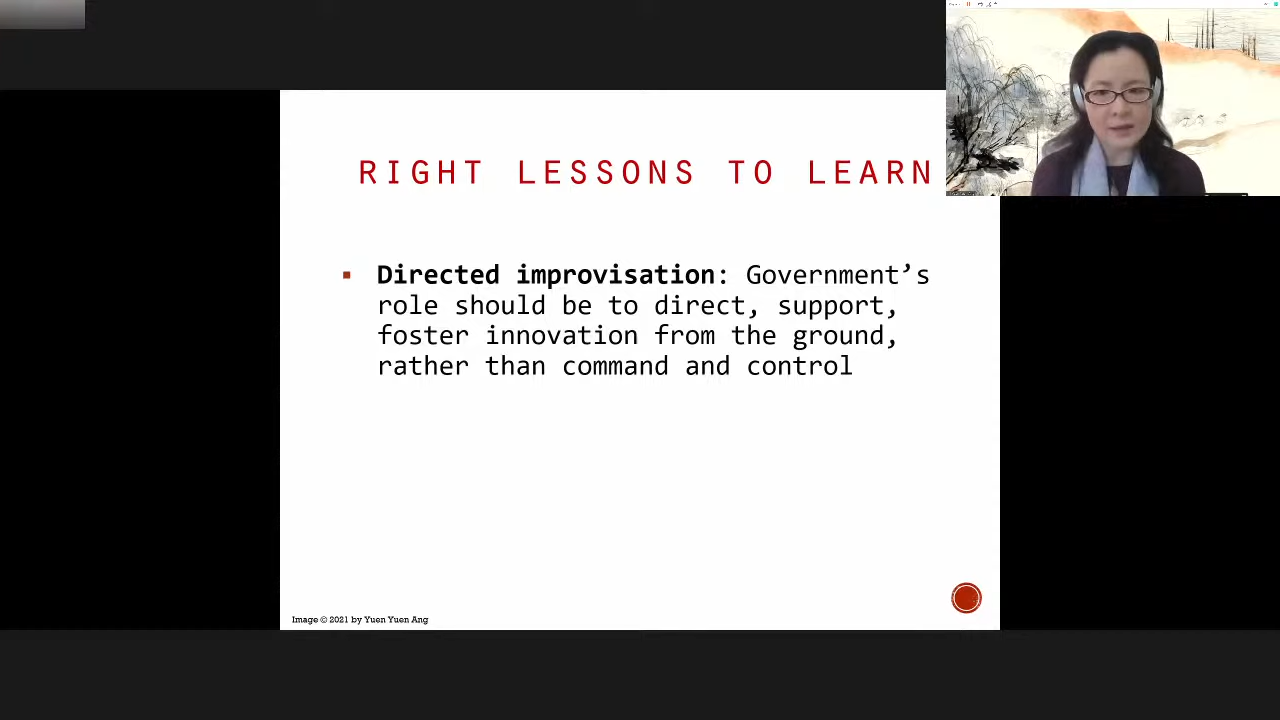 RIGHT LESSONS TO LEARN
▪ Directed improvisation: Government’s
role should be to direct, support,
foster innovation from the ground,
rather than command and control
Image © 2021 by Yuen Yuen Ang